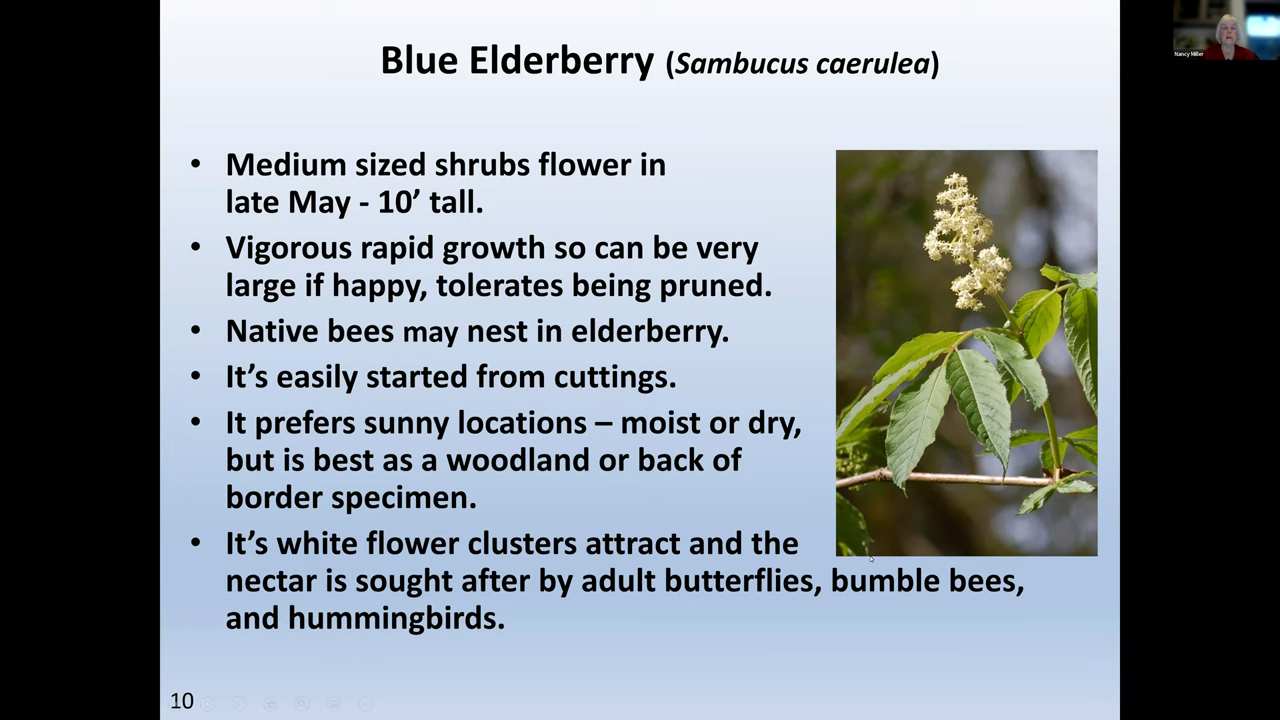 Blue Elderberry (Sambucus caerulea)
Nancy Miller
• Medium sized shrubs flower in
late May - 10’ tall.
• Vigorous rapid growth so can be very
large if happy, tolerates being pruned.
• Native bees may nest in elderberry.
• It’s easily started from cuttings.
• It prefers sunny locations – moist or dry,
but is best as a woodland or back of
border specimen.
• It’s white flower clusters attract and the
nectar is sought after by adult butterflies, bumble bees,
and hummingbirds.
10